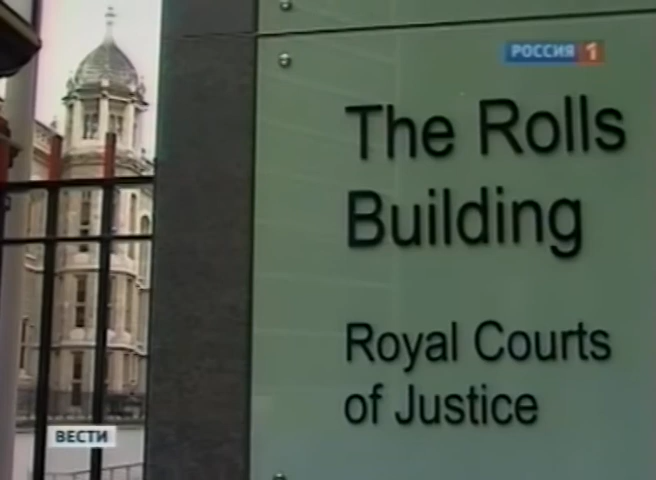 РОССИЯ 1
The Rolls
Building
Royal Courts
of Justice
ВЕСТИ